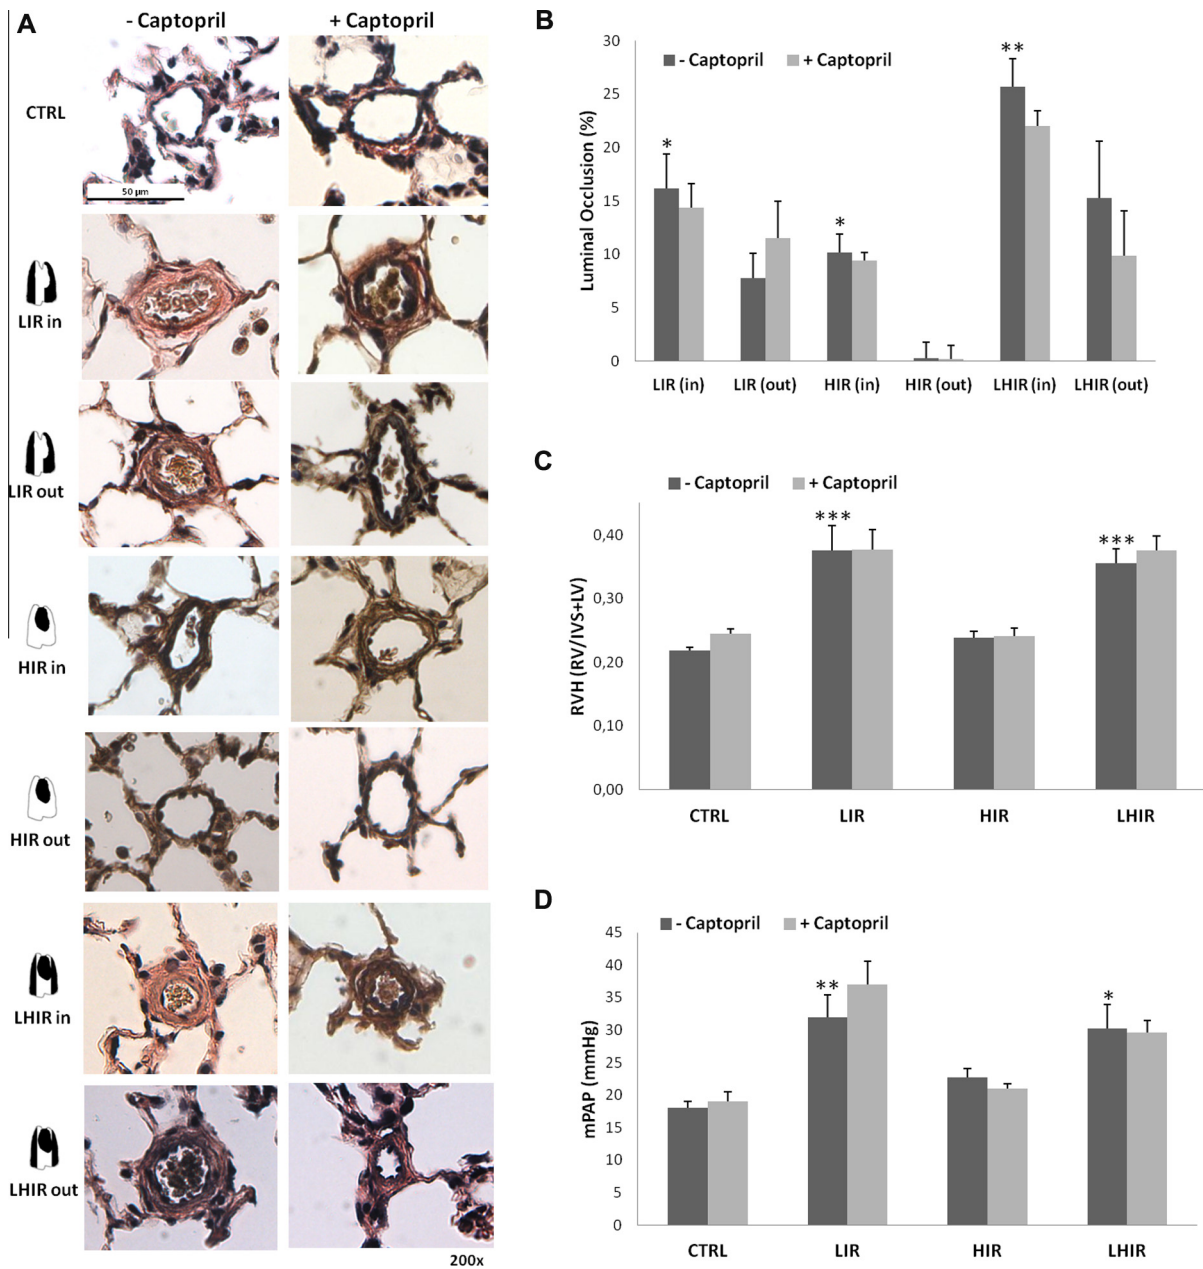 A
- Captopril
+ Captopril
CTRL
50 µm
LIR in
LIR out
HIR in
HIR out
LHIR in
LHIR out
200x
B
- Captopril
+ Captopril
Luminal Occlusion (%)
30
25
20
15
10
5
0
*
*
**
LIR (in)
LIR (out)
HIR (in)
HIR (out)
LHIR (in)
LHIR (out)
C
- Captopril
+ Captopril
RVH (RV/IVS+LV)
0,40
0,30
0,20
0,10
0,00
***
***
CTRL
LIR
HIR
LHIR
D
- Captopril
+ Captopril
mPAP (mmHg)
45
40
35
30
25
20
15
10
5
0
**
*
CTRL
LIR
HIR
LHIR